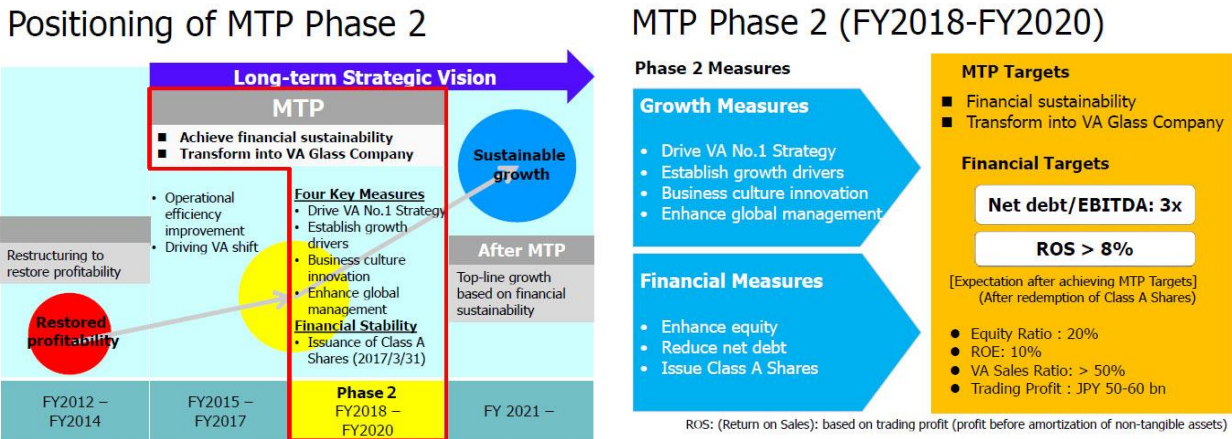 Positioning of MTP Phase 2
Long-term Strategic Vision
MTP
■ Achieve financial sustainability
■ Transform into VA Glass Company
Restructuring to
restore profitability
Restored
profitability
• Operational
efficiency
improvement
• Driving VA shift
Four Key Measures
• Drive VA No.1 Strategy
• Establish growth
drivers
• Business culture
innovation
• Enhance global
management
Financial Stability
• Issuance of Class A
Shares (2017/3/31)
Sustainable
growth
After MTP
Top-line growth
based on financial
sustainability
FY2012 –
FY2014
FY2015 –
FY2017
Phase 2
FY2018 –
FY2020
FY 2021 –
MTP Phase 2 (FY2018-FY2020)
Phase 2 Measures
Growth Measures
• Drive VA No.1 Strategy
• Establish growth drivers
• Business culture innovation
• Enhance global management
Financial Measures
• Enhance equity
• Reduce net debt
• Issue Class A Shares
MTP Targets
■ Financial sustainability
■ Transform into VA Glass Company
Financial Targets
Net debt/EBITDA: 3x
ROS > 8%
[Expectation after achieving MTP Targets]
(After redemption of Class A Shares)
● Equity Ratio : 20%
● ROE: 10%
● VA Sales Ratio: > 50%
● Trading Profit : JPY 50-60 bn
ROS: (Return on Sales): based on trading profit (profit before amortization of non-tangible assets)